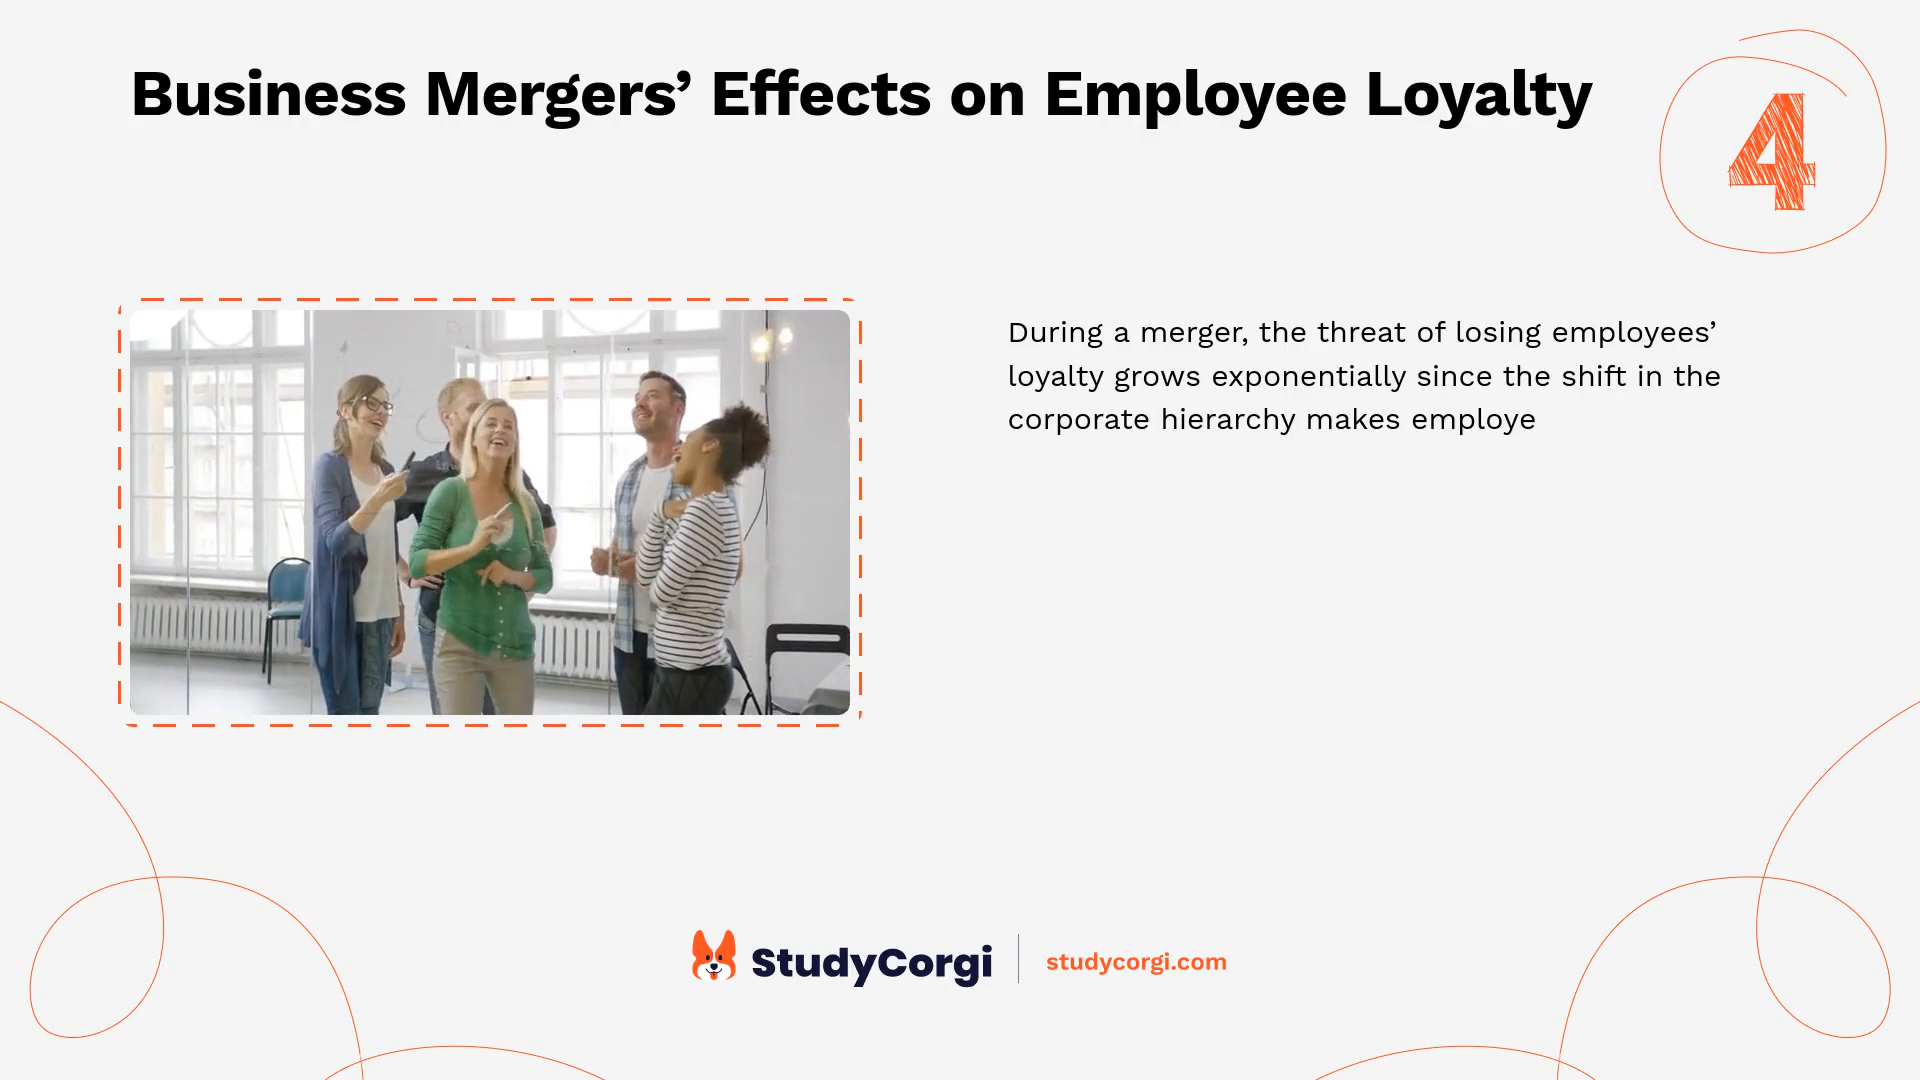 Business Mergers’ Effects on Employee Loyalty
4
During a merger, the threat of losing employees’
loyalty grows exponentially since the shift in the
corporate hierarchy makes employe
StudyCorgi
studycorgi.com